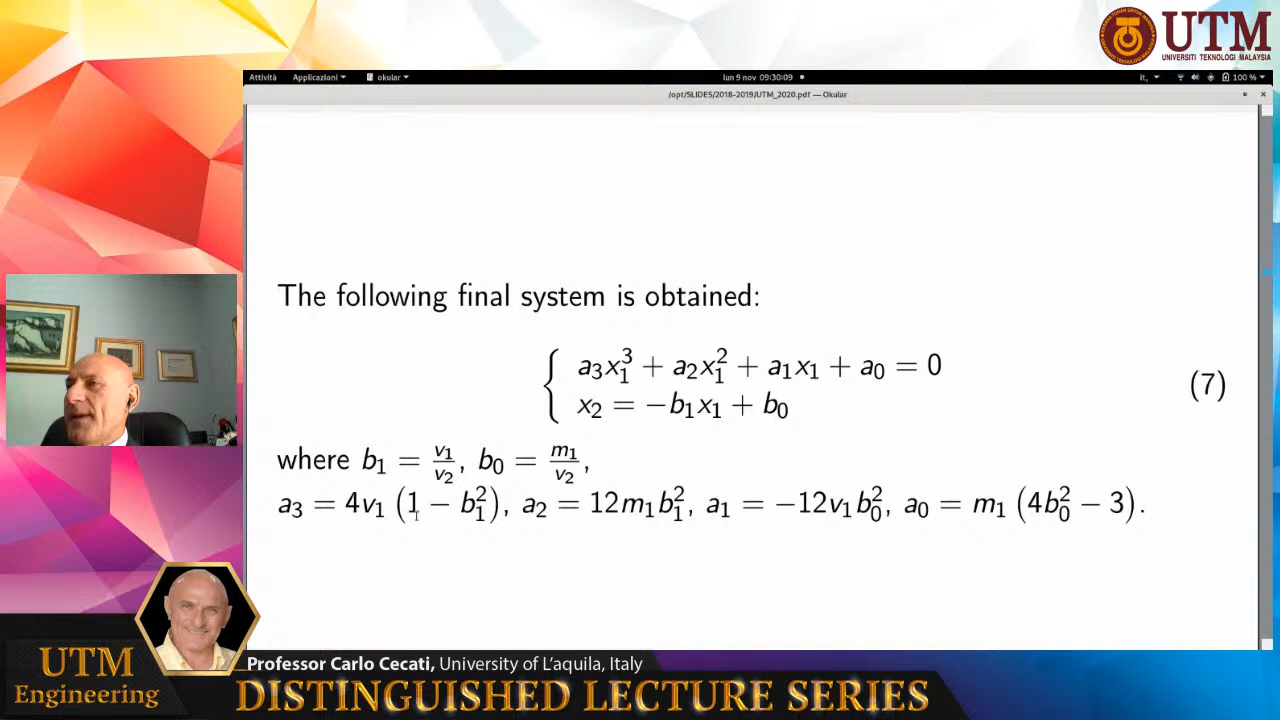 UTM
UNIVERSITI TEKNOLOGI MALAYSIA
Attività Applicazioni okular lun 9 nov 09:30:09 it 100 %
/opt/SLIDES/2018-2019/UTM_2020.pdf — Okular
The following final system is obtained:
a₃x₁³ + a₂x₁² + a₁x₁ + a₀ = 0
x₂ = −b₁x₁ + b₀
(7)
where b₁ = v₁/v₂, b₀ = m₁/v₂,
a₃ = 4v₁ (1 − b₁²), a₂ = 12m₁b₁², a₁ = −12v₁b₀², a₀ = m₁ (4b₀² − 3).
UTM
Engineering
Professor Carlo Cecati, University of L'aquila, Italy
DISTINGUISHED LECTURE SERIES